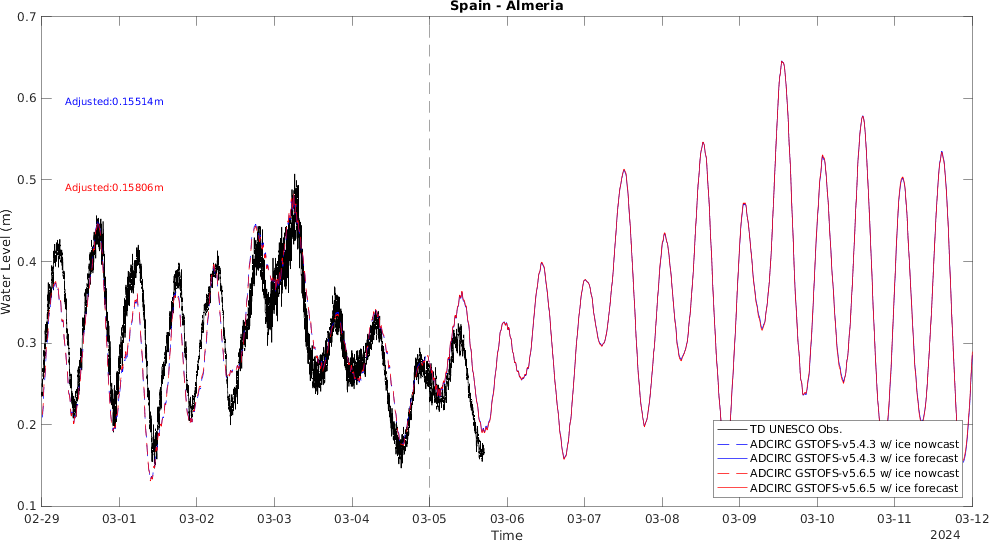 Spain - Almeria
0.7
0.6
0.5
0.4
0.3
0.2
0.1
Water Level (m)
Adjusted:0.15514m
Adjusted:0.15806m
TD UNESCO Obs.
ADCIRC GSTOFS-v5.4.3 w/ ice nowcast
ADCIRC GSTOFS-v5.4.3 w/ ice forecast
ADCIRC GSTOFS-v5.6.5 w/ ice nowcast
ADCIRC GSTOFS-v5.6.5 w/ ice forecast
02-29 03-01 03-02 03-03 03-04 03-05 03-06 03-07 03-08 03-09 03-10 03-11 03-12
Time
2024